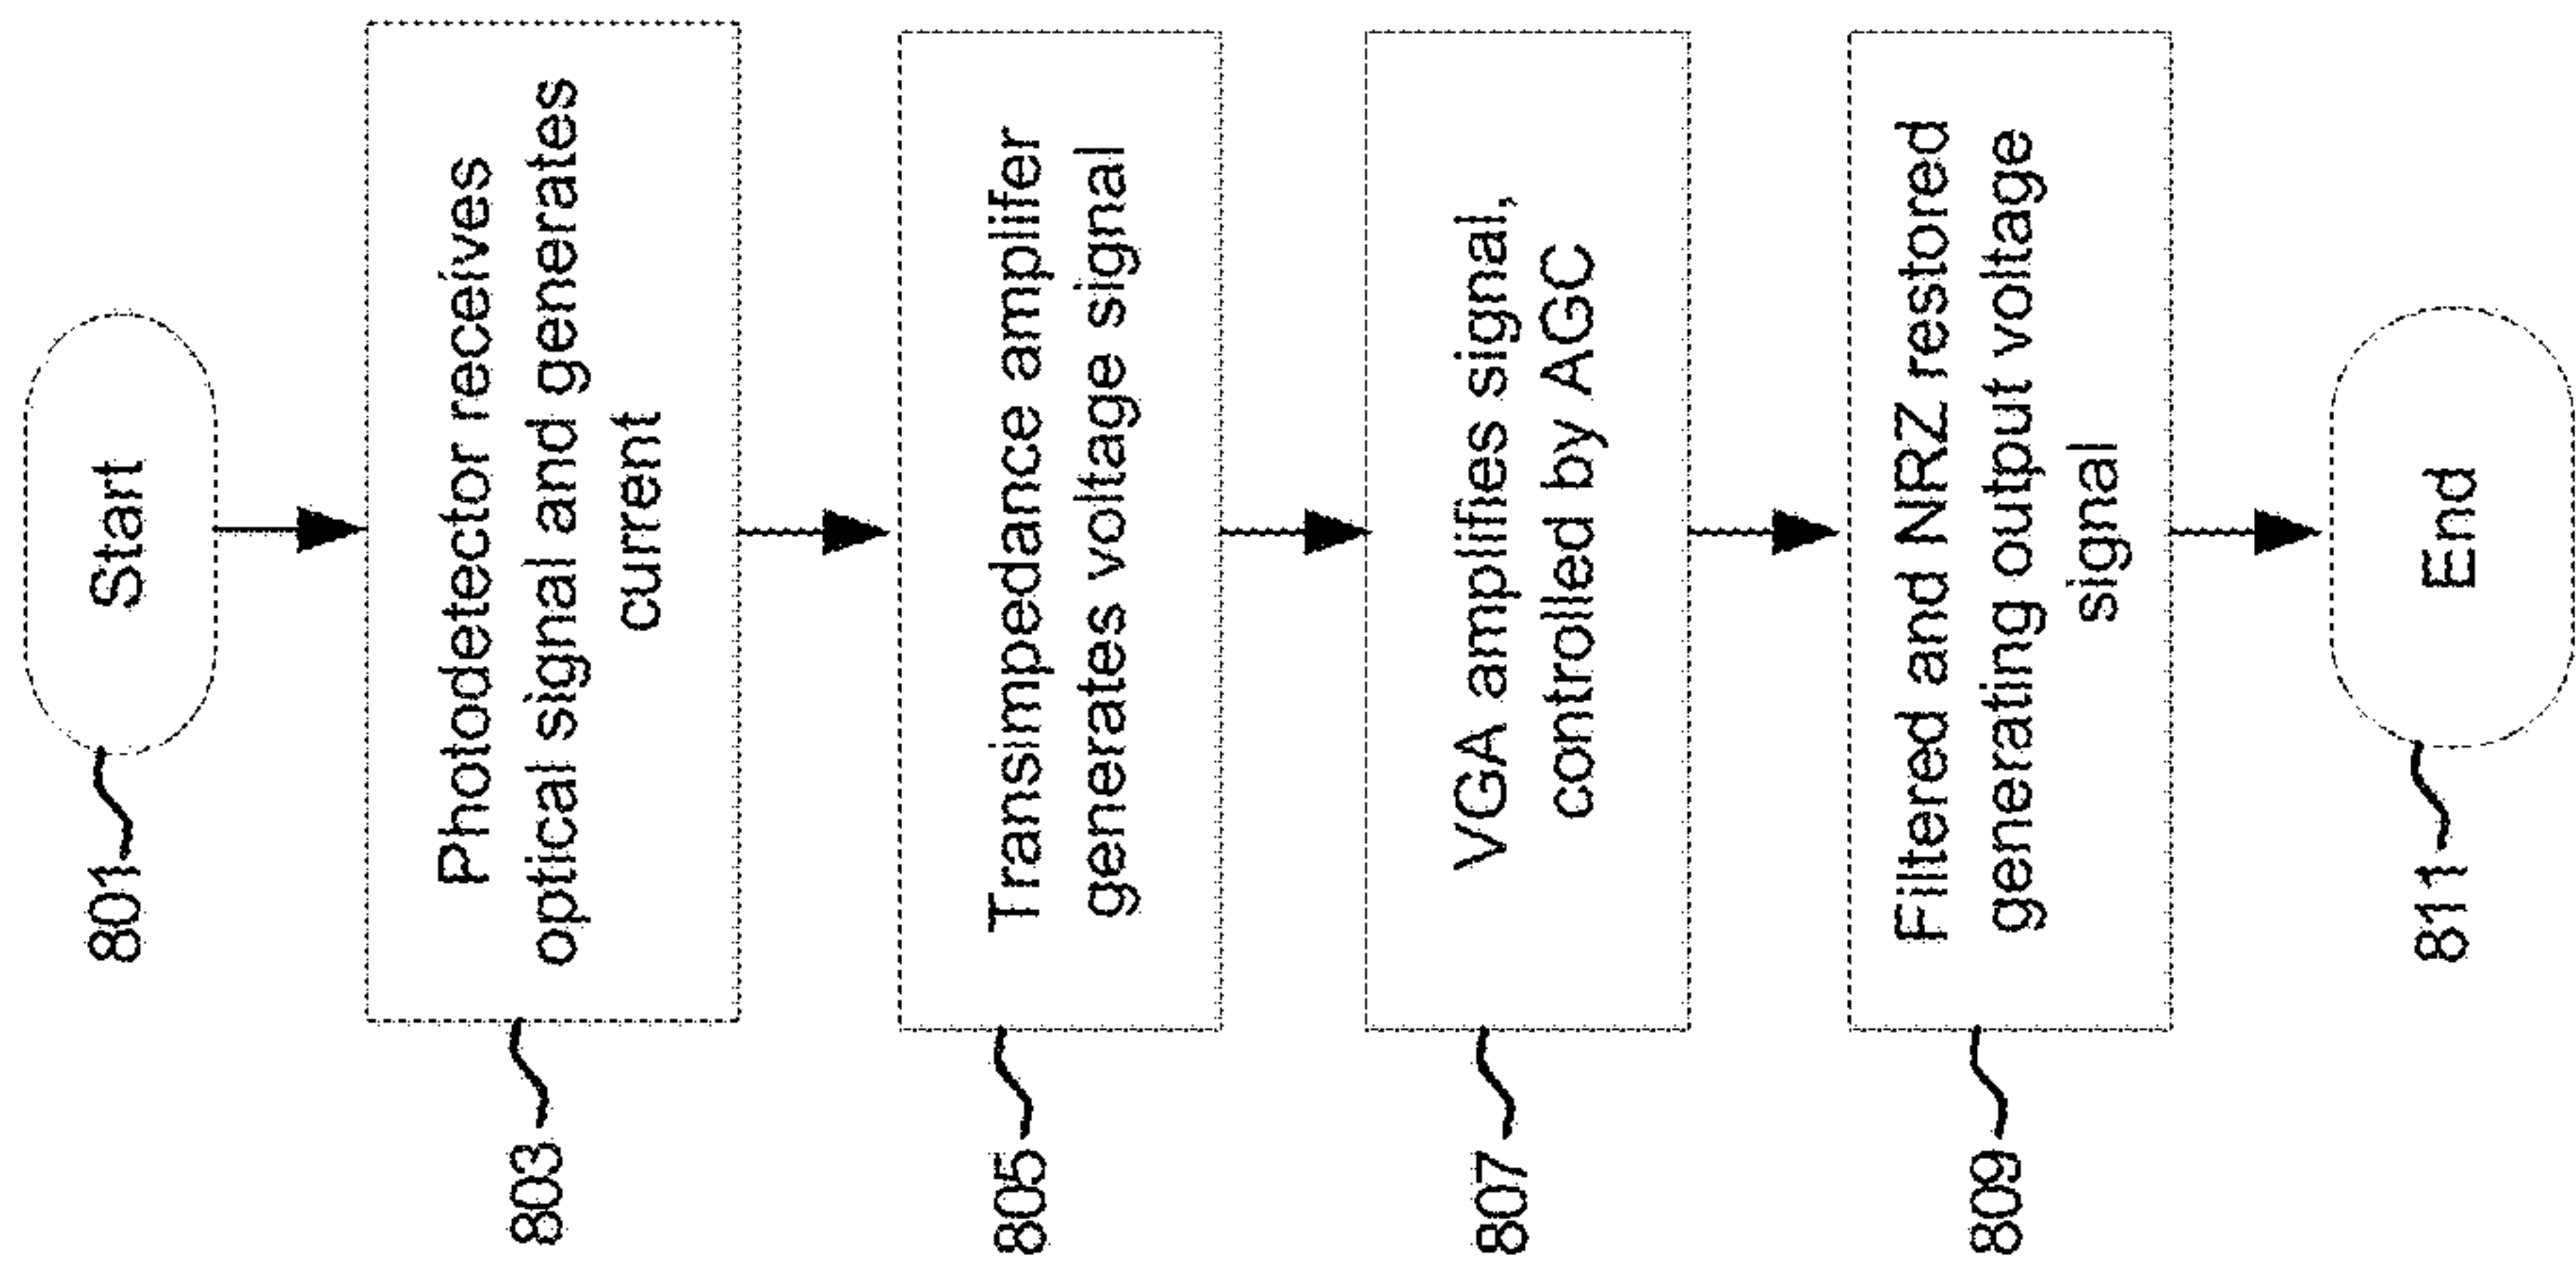 801
Start
803
Photodetector receives
optical signal and generates
current
805
Transimpedance amplifer
generates voltage signal
807
VGA amplifies signal,
controlled by AGC
809
Filtered and NRZ restored
generating output voltage
signal
811
End